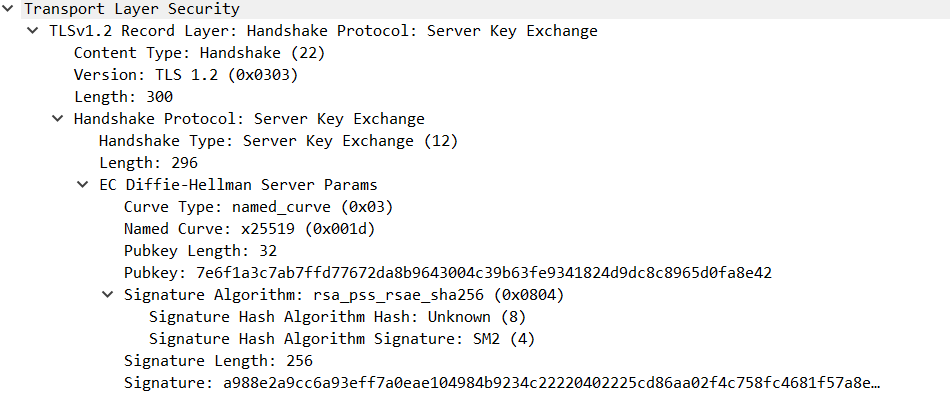 Transport Layer Security
TLSv1.2 Record Layer: Handshake Protocol: Server Key Exchange
Content Type: Handshake (22)
Version: TLS 1.2 (0x0303)
Length: 300
Handshake Protocol: Server Key Exchange
Handshake Type: Server Key Exchange (12)
Length: 296
EC Diffie-Hellman Server Params
Curve Type: named_curve (0x03)
Named Curve: x25519 (0x001d)
Pubkey Length: 32
Pubkey: 7e6f1a3c7ab7ffd77672da8b9643004c39b63fe9341824d9dc8c8965d0fa8e42
Signature Algorithm: rsa_pss_rsae_sha256 (0x0804)
Signature Hash Algorithm Hash: Unknown (8)
Signature Hash Algorithm Signature: SM2 (4)
Signature Length: 256
Signature: a988e2a9cc6a93eff7a0eae104984b9234c22220402225cd86aa02f4c758fc4681f57a8e…